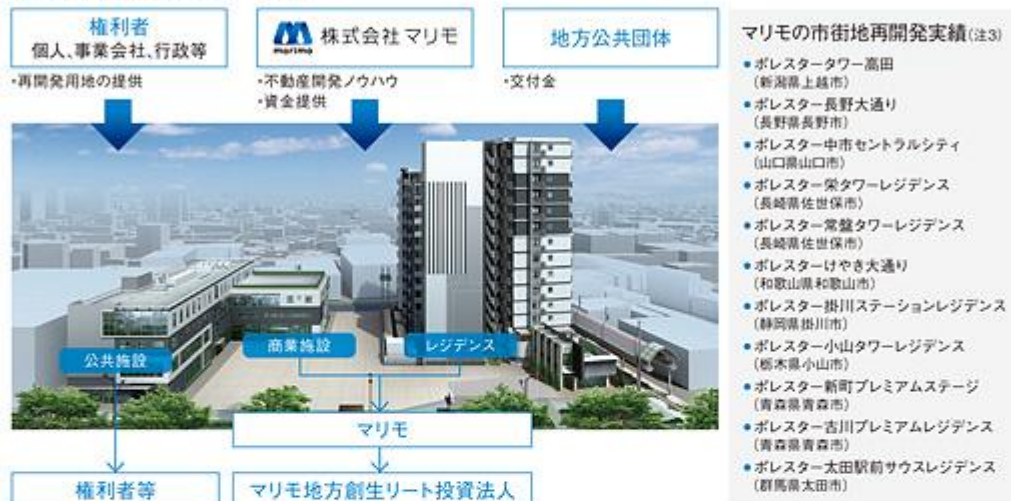 権利者
個人、事業会社、行政等
・再開発用地の提供
marimo 株式会社マリモ
・不動産開発ノウハウ
・資金提供
地方公共団体
・交付金
公共施設
商業施設
レジデンス
マリモ
権利者等
マリモ地方創生リート投資法人
マリモの市街地再開発実績(注3)
●ポレスタータワー高田
(新潟県上越市)
●ポレスター長野大通り
(長野県長野市)
●ポレスター中市セントラルシティ
(山口県山口市)
●ポレスター栄タワーレジデンス
(長崎県佐世保市)
●ポレスター常盤タワーレジデンス
(長崎県佐世保市)
●ポレスターけやき大通り
(和歌山県和歌山市)
●ポレスター掛川ステーションレジデンス
(静岡県掛川市)
●ポレスター小山タワーレジデンス
(栃木県小山市)
●ポレスター新町プレミアムステージ
(青森県青森市)
●ポレスター古川プレミアムレジデンス
(青森県青森市)
●ポレスター太田駅前サウスレジデンス
(群馬県太田市)